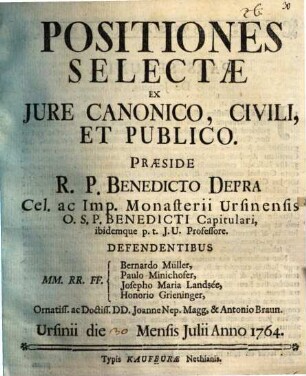 POSITIONES
SELECTÆ
EX
JURE CANONICO, CIVILI,
ET PUBLICO.
PRÆSIDE
R. P. BENEDICTO DEPRA
Cel. ac Imp. Monasterii Ursinensis
O. S. P. BENEDICTI Capitulari,
ibidemque p. t. J. U. Professore.
DEFENDENTIBUS
MM. RR. FF.
Bernardo Müller,
Paulo Minichofer,
Josepho Maria Landsée,
Honorio Grieninger,
Ornatiss. ac Doctiss. DD. Joanne Nep. Magg, & Antonio Braun.
Ursinii die 30 Mensis Julii Anno 1764.
Typis KAUFBURÆ Nethianis.